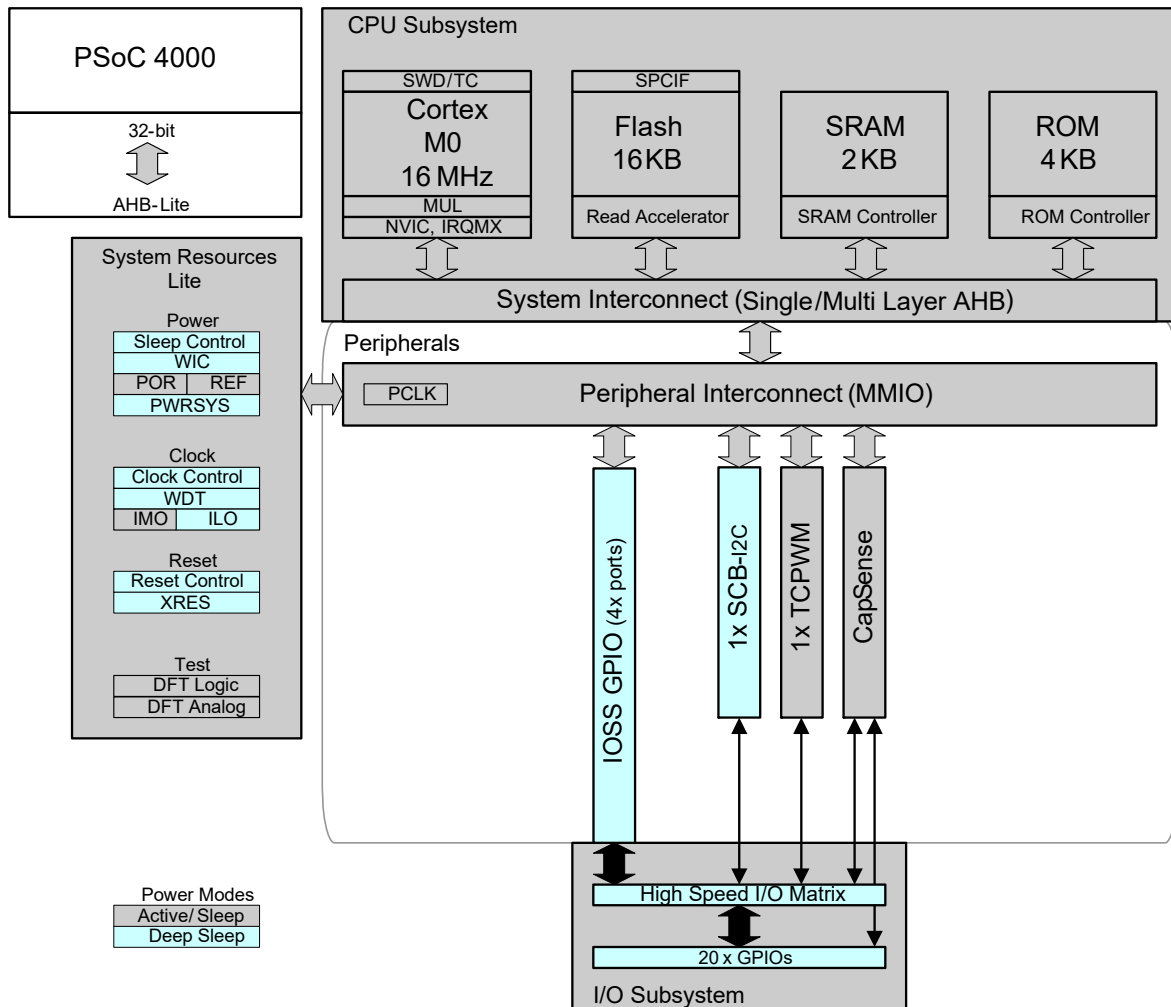 PSoC 4000
32-bit
AHB-Lite
CPU Subsystem
SWD/TC
Cortex
M0
16 MHz
MUL
NVIC, IRQMX
SPCIF
Flash
16 KB
Read Accelerator
SRAM
2 KB
SRAM Controller
ROM
4 KB
ROM Controller
System Interconnect (Single/Multi Layer AHB)
System Resources
Lite
Power
Sleep Control
WIC
POR REF
PWRSYS
Clock
Clock Control
WDT
IMO ILO
Reset
Reset Control
XRES
Test
DFT Logic
DFT Analog
Peripherals
PCLK
Peripheral Interconnect (MMIO)
IOSS GPIO (4x ports)
1x SCB-I2C
1x TCPWM
CapSense
High Speed I/O Matrix
20 x GPIOs
I/O Subsystem
Power Modes
Active/ Sleep
Deep Sleep